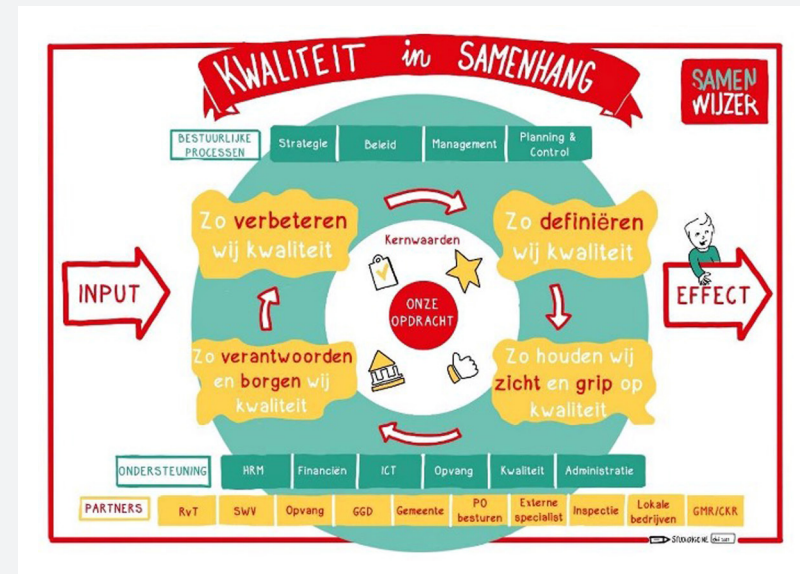 KWALITEIT in SAMENHANG
SAMEN
WIJZER
BESTUURLIJKE
PROCESSEN
Strategie
Beleid
Management
Planning &
Control
Zo verbeteren
wij kwaliteit
Zo definiëren
wij kwaliteit
Kernwaarden
INPUT
ONZE
OPDRACHT
EFFECT
Zo verantwoorden
en borgen wij
kwaliteit
Zo houden wij
zicht en grip op
kwaliteit
ONDERSTEUNING
HRM
Financiën
ICT
Opvang
Kwaliteit
Administratie
PARTNERS
RvT
SWV
Opvang
GGD
Gemeente
PO
besturen
Externe
specialist
Inspectie
Lokale
bedrijven
GMR/CKR